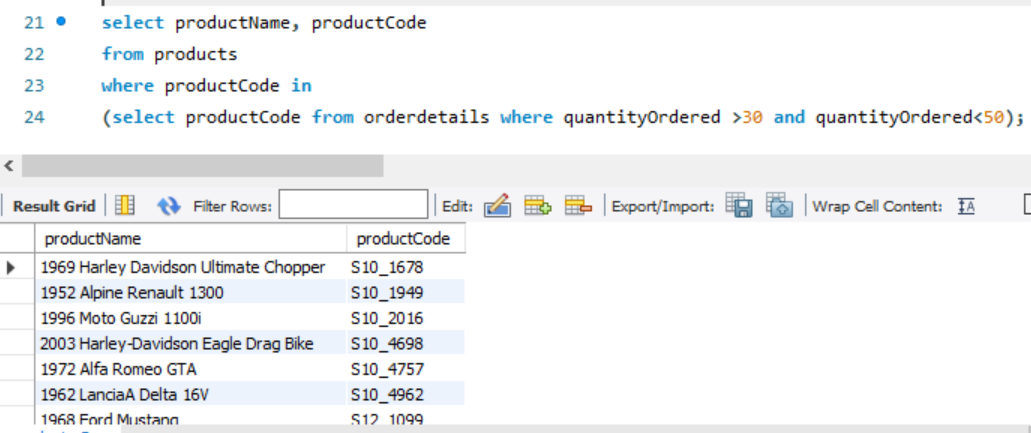 21 select productName, productCode
22 from products
23 where productCode in
24 (select productCode from orderdetails where quantityOrdered >30 and quantityOrdered<50);
Result Grid Filter Rows: Edit: Export/Import: Wrap Cell Content:
productName productCode
1969 Harley Davidson Ultimate Chopper S10_1678
1952 Alpine Renault 1300 S10_1949
1996 Moto Guzzi 1100i S10_2016
2003 Harley-Davidson Eagle Drag Bike S10_4698
1972 Alfa Romeo GTA S10_4757
1962 LanciaA Delta 16V S10_4962
1968 Ford Mustang S12_1099